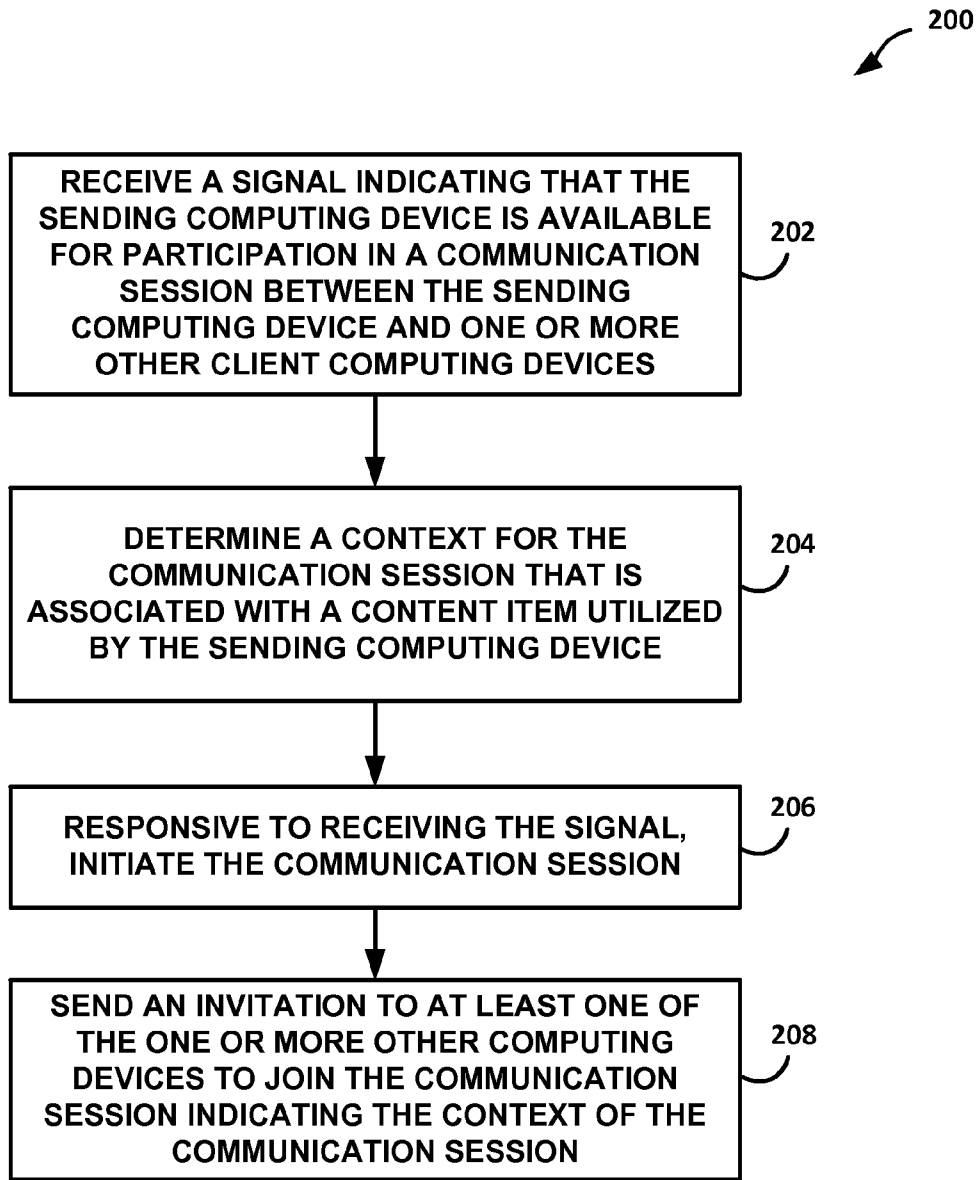 200
RECEIVE A SIGNAL INDICATING THAT THE
SENDING COMPUTING DEVICE IS AVAILABLE
FOR PARTICIPATION IN A COMMUNICATION
SESSION BETWEEN THE SENDING
COMPUTING DEVICE AND ONE OR MORE
OTHER CLIENT COMPUTING DEVICES
202
DETERMINE A CONTEXT FOR THE
COMMUNICATION SESSION THAT IS
ASSOCIATED WITH A CONTENT ITEM UTILIZED
BY THE SENDING COMPUTING DEVICE
204
RESPONSIVE TO RECEIVING THE SIGNAL,
INITIATE THE COMMUNICATION SESSION
206
SEND AN INVITATION TO AT LEAST ONE OF
THE ONE OR MORE OTHER COMPUTING
DEVICES TO JOIN THE COMMUNICATION
SESSION INDICATING THE CONTEXT OF THE
COMMUNICATION SESSION
208